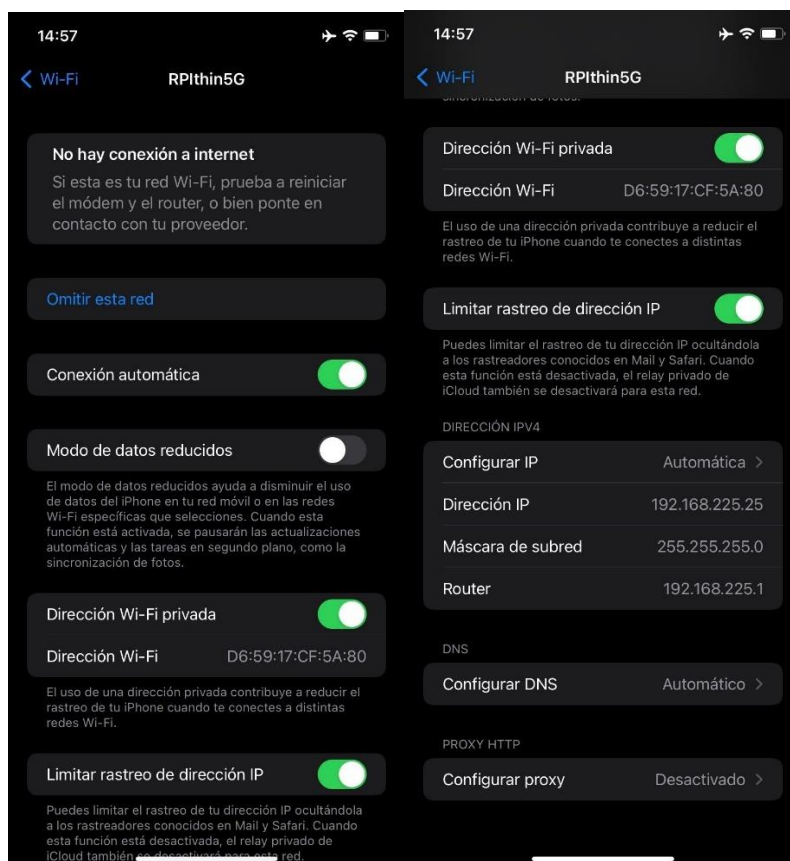 14:57
Wi-Fi
RPIthin5G
No hay conexión a internet
Si esta es tu red Wi-Fi, prueba a reiniciar
el módem y el router, o bien ponte en
contacto con tu proveedor.
Omitir esta red
Conexión automática
Modo de datos reducidos
El modo de datos reducidos ayuda a disminuir el uso
de datos del iPhone en tu red móvil o en las redes
Wi-Fi específicas que selecciones. Cuando esta
función está activada, se pausarán las actualizaciones
automáticas y las tareas en segundo plano, como la
sincronización de fotos.
Dirección Wi-Fi privada
Dirección Wi-Fi D6:59:17:CF:5A:80
El uso de una dirección privada contribuye a reducir el
rastreo de tu iPhone cuando te conectes a distintas
redes Wi-Fi.
Limitar rastreo de dirección IP
Puedes limitar el rastreo de tu dirección IP ocultándola
a los rastreadores conocidos en Mail y Safari. Cuando
esta función está desactivada, el relay privado de
iCloud también se desactivará para esta red.
14:57
Wi-Fi
RPIthin5G
sincronización de fotos.
Dirección Wi-Fi privada
Dirección Wi-Fi D6:59:17:CF:5A:80
El uso de una dirección privada contribuye a reducir el
rastreo de tu iPhone cuando te conectes a distintas
redes Wi-Fi.
Limitar rastreo de dirección IP
Puedes limitar el rastreo de tu dirección IP ocultándola
a los rastreadores conocidos en Mail y Safari. Cuando
esta función está desactivada, el relay privado de
iCloud también se desactivará para esta red.
DIRECCIÓN IPV4
Configurar IP Automática
Dirección IP 192.168.225.25
Máscara de subred 255.255.255.0
Router 192.168.225.1
DNS
Configurar DNS Automático
PROXY HTTP
Configurar proxy Desactivado